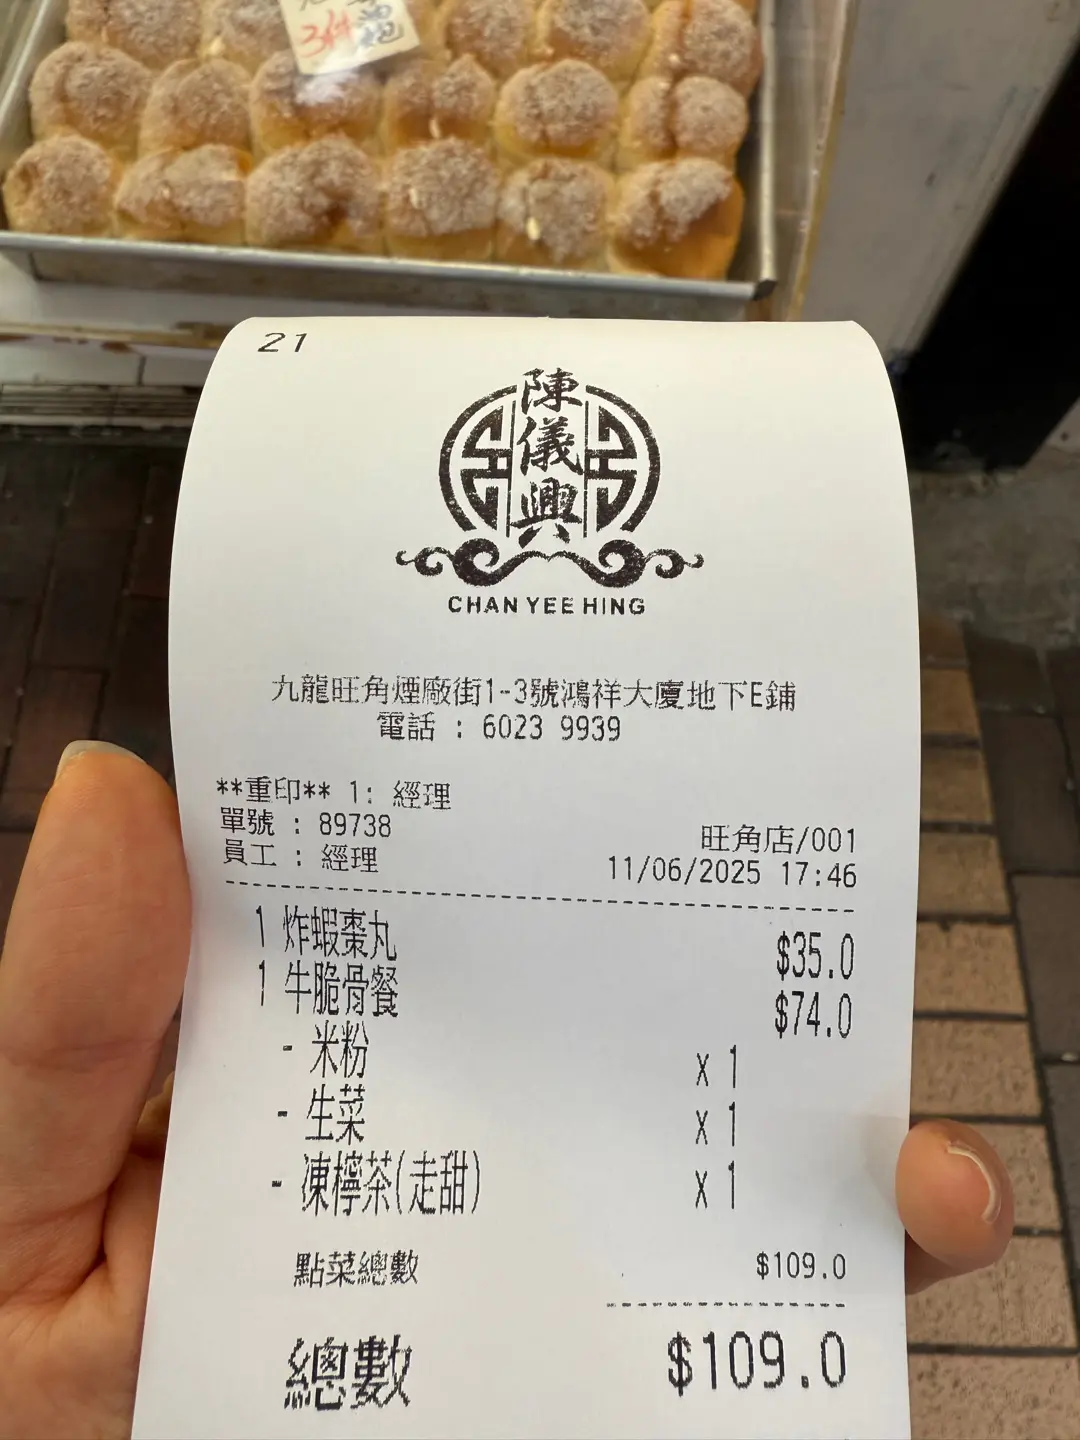 3件
包
21
陳儀興
CHAN YEE HING
九龍旺角煙廠街1-3號鴻祥大廈地下E鋪
電話 : 6023 9939
**重印** 1: 經理
單號 : 89738
旺角店/001
員工 : 經理
11/06/2025 17:46
1 炸蝦棗丸 $35.0
1 牛脆骨餐 $74.0
- 米粉 x 1
- 生菜 x 1
- 凍檸茶(走甜) x 1
點菜總數 $109.0
總數 $109.0